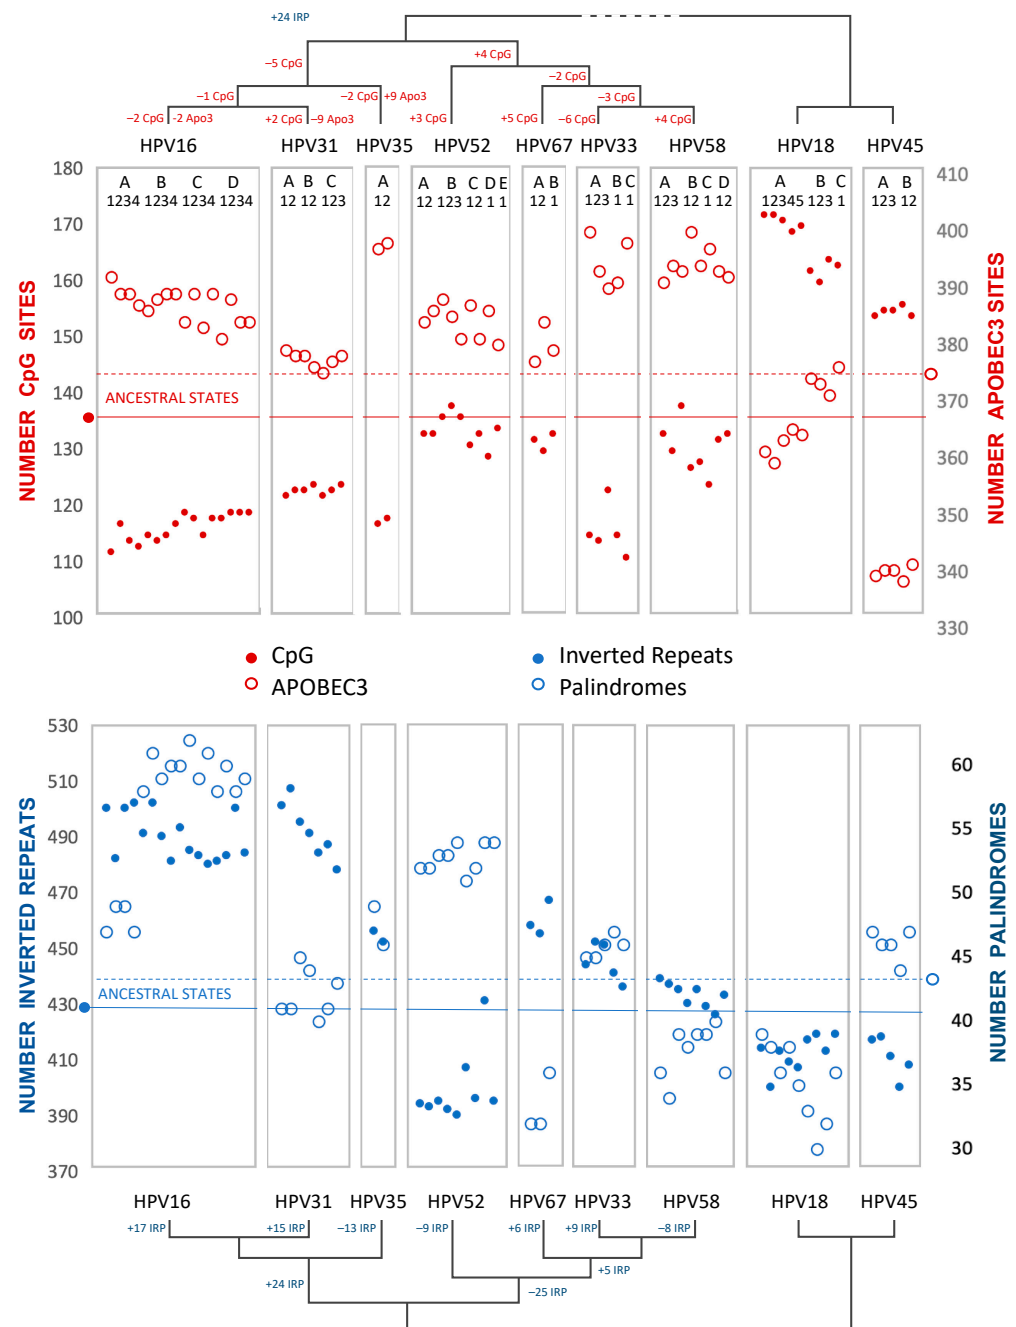 +24 IRP
−5 CpG
+4 CpG
−2 CpG
−1 CpG
−2 CpG
+9 Apo3
−3 CpG
−2 CpG
−2 Apo3
+2 CpG
−9 Apo3
+3 CpG
+5 CpG
−6 CpG
+4 CpG
HPV16 HPV31 HPV35 HPV52 HPV67 HPV33 HPV58 HPV18 HPV45
A B C D
1234 1234 1234 1234
A B C
12 12 123
A
12
A B C D E
12 123 12 1 1
A B
12 1
A B C
123 1 1
A B C D
123 12 1 12
A B C
12345 123 1
A B
123 12
180
170
160
150
140
130
120
110
100
NUMBER CpG SITES
ANCESTRAL STATES
410
400
390
380
370
360
350
340
330
NUMBER APOBEC3 SITES
CpG
APOBEC3
Inverted Repeats
Palindromes
530
510
490
470
450
430
410
390
370
NUMBER INVERTED REPEATS
ANCESTRAL STATES
60
55
50
45
40
35
30
NUMBER PALINDROMES
HPV16 HPV31 HPV35 HPV52 HPV67 HPV33 HPV58 HPV18 HPV45
+17 IRP
+15 IRP
−13 IRP
−9 IRP
+6 IRP
+9 IRP
−8 IRP
+5 IRP
+24 IRP
−25 IRP